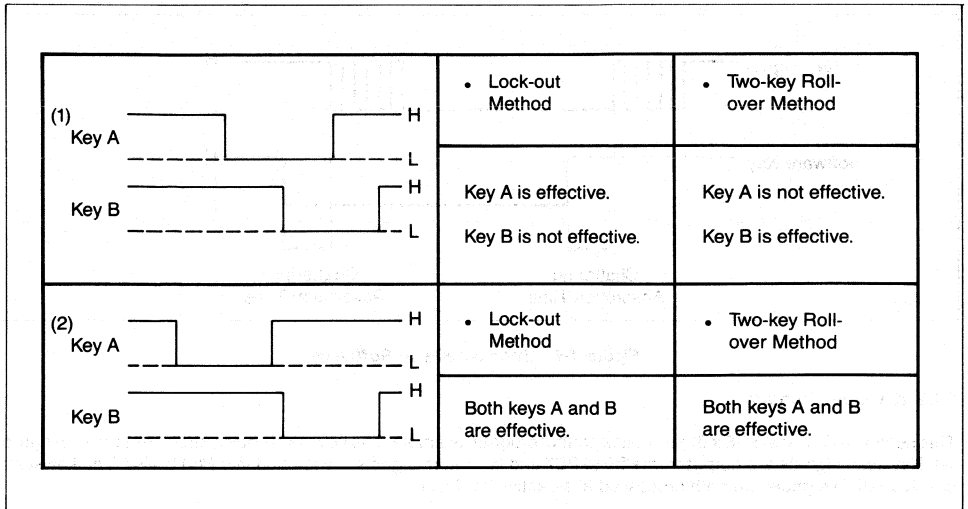 (1)
Key A
H
L
Key B
H
L
• Lock-out
Method
• Two-key Roll-
over Method
Key A is effective.
Key B is not effective.
Key A is not effective.
Key B is effective.
(2)
Key A
H
L
Key B
H
L
• Lock-out
Method
• Two-key Roll-
over Method
Both keys A and B
are effective.
Both keys A and B
are effective.